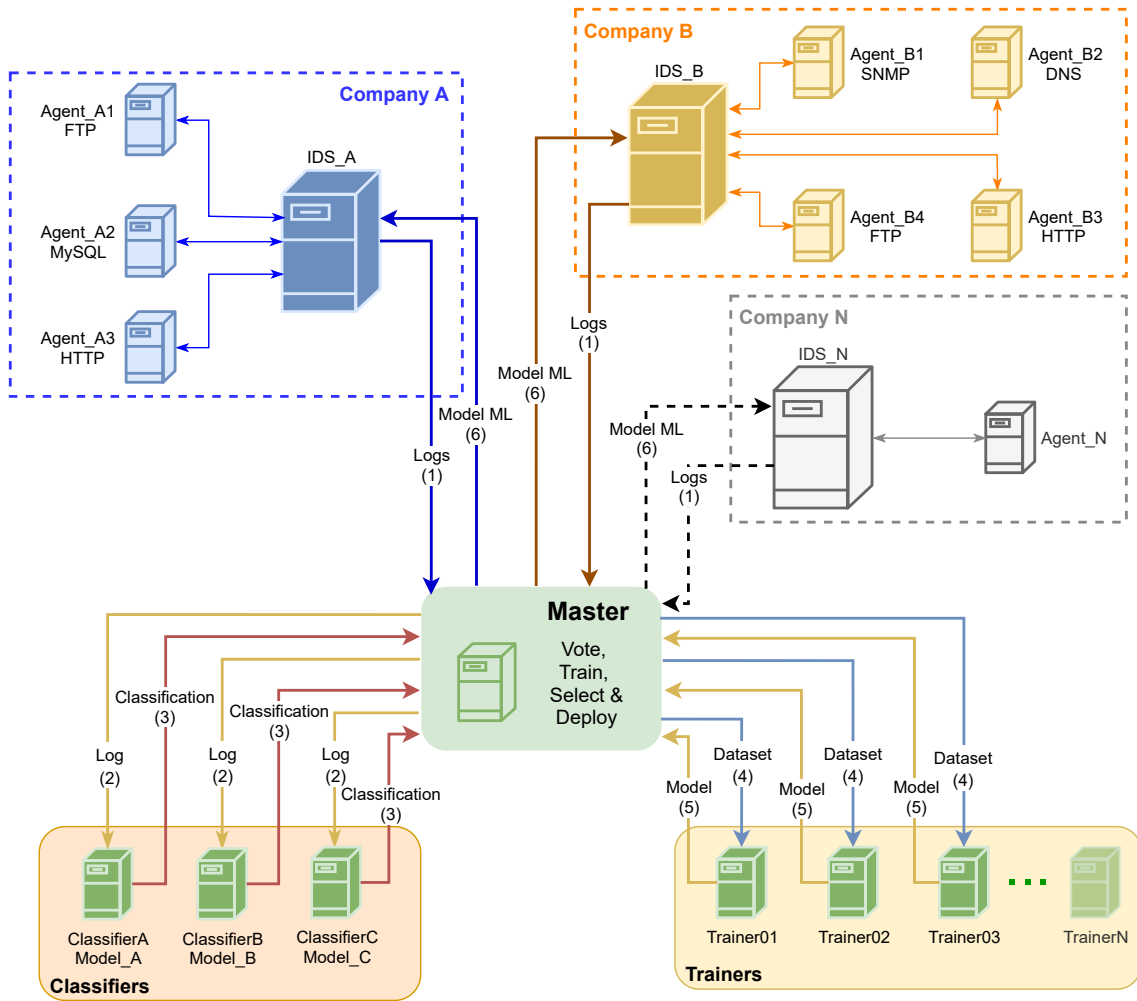 Company B
IDS_B
Agent_B1
SNMP
Agent_B2
DNS
Agent_B4
FTP
Agent_B3
HTTP
Company A
Agent_A1
FTP
IDS_A
Agent_A2
MySQL
Agent_A3
HTTP
Company N
IDS_N
Agent_N
Logs
(1)
Model ML
(6)
Model ML
(6)
Logs
(1)
Model ML
(6)
Logs
(1)
Master
Vote,
Train,
Select &
Deploy
Classification
(3)
Classification
(3)
Classification
(3)
Log
(2)
Log
(2)
Log
(2)
Dataset
(4)
Dataset
(4)
Dataset
(4)
Model
(5)
Model
(5)
Model
(5)
ClassifierA
Model_A
ClassifierB
Model_B
ClassifierC
Model_C
Classifiers
Trainer01
Trainer02
Trainer03
TrainerN
Trainers